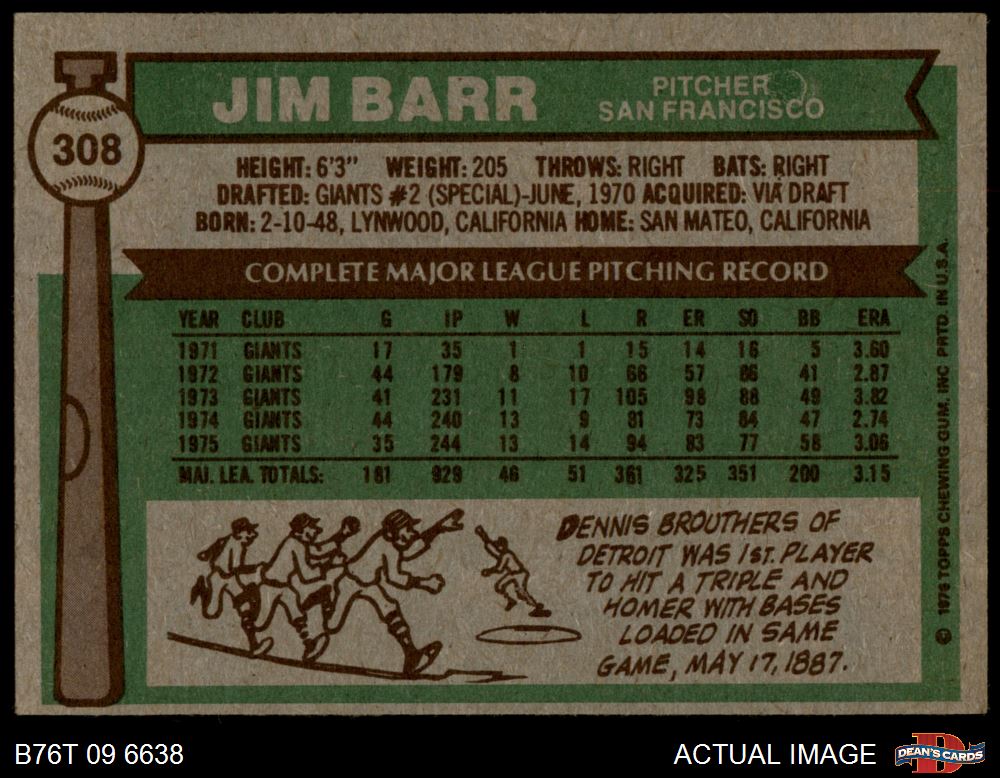 308
JIM BARR
PITCHER
SAN FRANCISCO
HEIGHT: 6'3" WEIGHT: 205 THROWS: RIGHT BATS: RIGHT
DRAFTED: GIANTS #2 (SPECIAL)-JUNE, 1970 ACQUIRED: VIA DRAFT
BORN: 2-10-48, LYNWOOD, CALIFORNIA HOME: SAN MATEO, CALIFORNIA
COMPLETE MAJOR LEAGUE PITCHING RECORD
YEAR CLUB G IP W L R ER SO BB ERA
1971 GIANTS 17 35 1 1 15 14 16 5 3.60
1972 GIANTS 44 179 8 10 66 57 86 41 2.87
1973 GIANTS 41 231 11 17 105 98 88 49 3.82
1974 GIANTS 44 240 13 9 81 73 84 47 2.74
1975 GIANTS 35 244 13 14 94 83 77 58 3.06
MAJ. LEA. TOTALS: 181 929 46 51 361 325 351 200 3.15
DENNIS BROUTHERS OF
DETROIT WAS 1ST. PLAYER
TO HIT A TRIPLE AND
HOMER WITH BASES
LOADED IN SAME
GAME, MAY 17, 1887.
© 1976 TOPPS CHEWING GUM, INC PRTD. IN U.S.A.
B76T 09 6638
ACTUAL IMAGE
D
DEAN'S CARDS